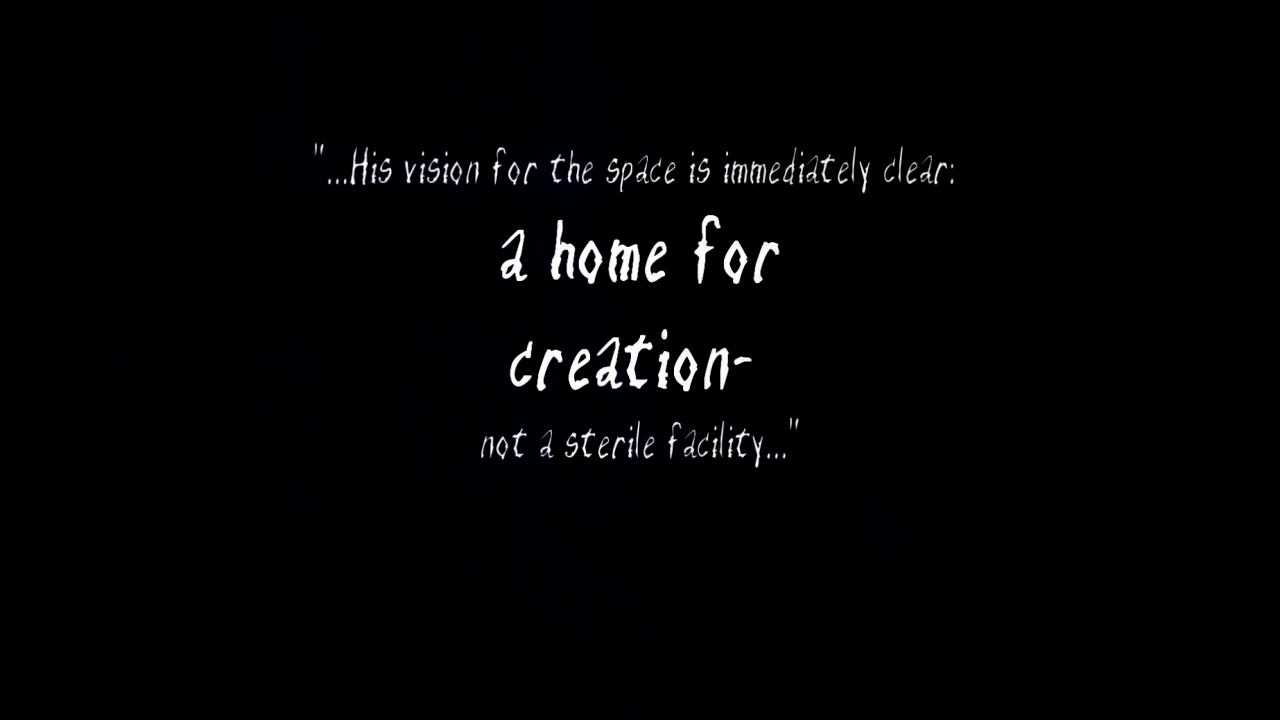 "...His vision for the space is immediately clear:
a home for
creation-
not a sterile facility..."